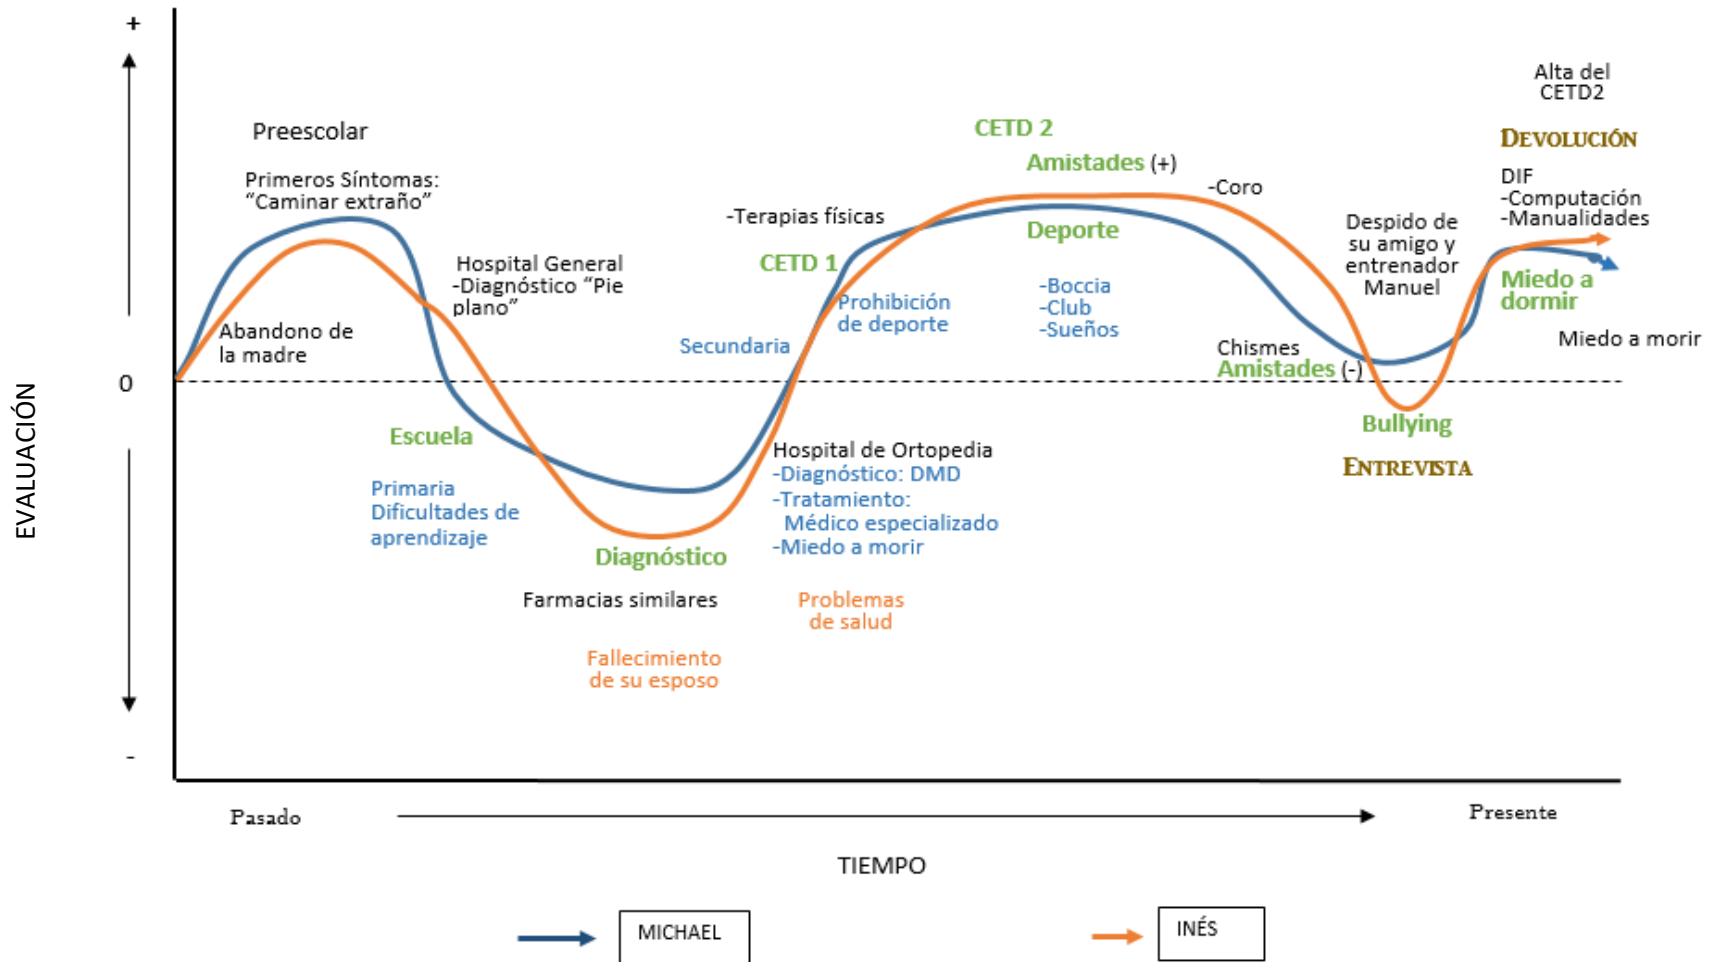 +
Alta del
CETD2
Preescolar
CETD 2
DEVOLUCIÓN
Amistades (+)
Primeros Síntomas:
“Caminar extraño”
DIF
-Computación
-Manualidades
-Coro
-Terapias físicas
Despido de
su amigo y
entrenador
Manuel
Deporte
CETD 1
Hospital General
-Diagnóstico “Pie
plano”
Miedo a
dormir
-Boccia
-Club
-Sueños
Prohibición
de deporte
Abandono de
la madre
Secundaria
Miedo a morir
Chismes
Amistades (-)
0
EVALUACIÓN
Bullying
Escuela
ENTREVISTA
Hospital de Ortopedia
-Diagnóstico: DMD
-Tratamiento:
Médico especializado
-Miedo a morir
Primaria
Dificultades de
aprendizaje
Diagnóstico
Farmacias similares
Problemas
de salud
Fallecimiento
de su esposo
-
Pasado
Presente
TIEMPO
MICHAEL
INÉS